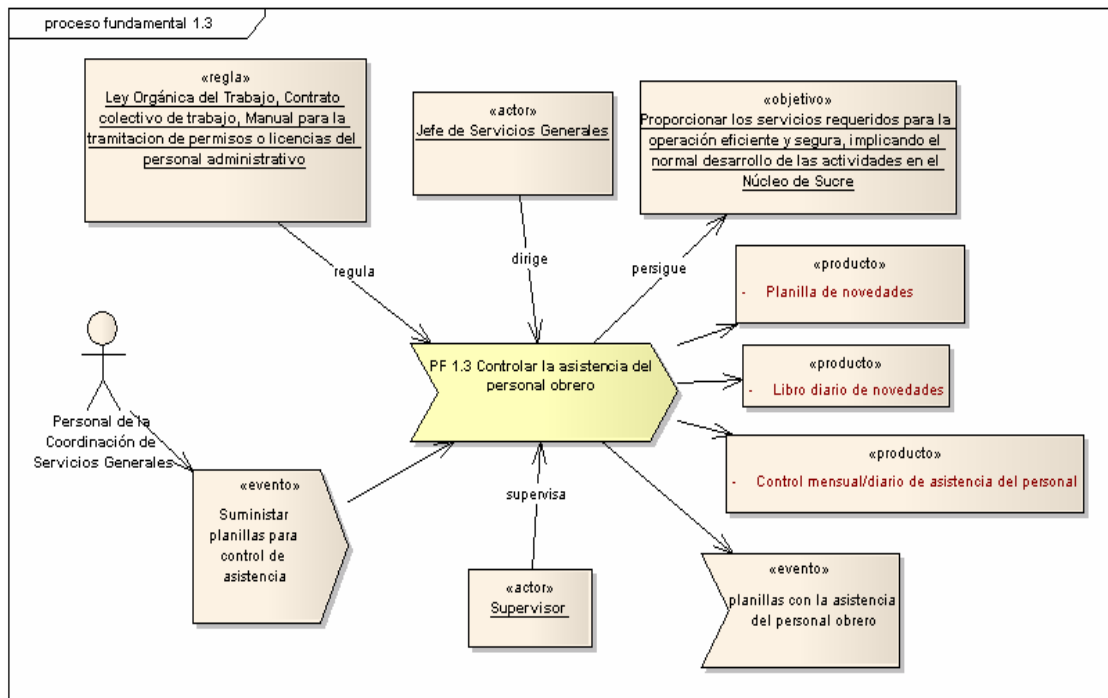 proceso fundamental 1.3
«regla»
Ley Orgánica del Trabajo, Contrato
colectivo de trabajo, Manual para la
tramitacion de permisos o licencias del
personal administrativo
«actor»
Jefe de Servicios Generales
«objetivo»
Proporcionar los servicios requeridos para la
operación eficiente y segura, implicando el
normal desarrollo de las actividades en el
Núcleo de Sucre
regula
dirige
persigue
«producto»
- Planilla de novedades
PF 1.3 Controlar la asistencia del
personal obrero
«producto»
- Libro diario de novedades
Personal de la
Coordinación de
Servicios Generales
«producto»
- Control mensual/diario de asistencia del personal
«evento»
Suministar
planillas para
control de
asistencia
supervisa
«actor»
Supervisor
«evento»
planillas con la asistencia
del personal obrero